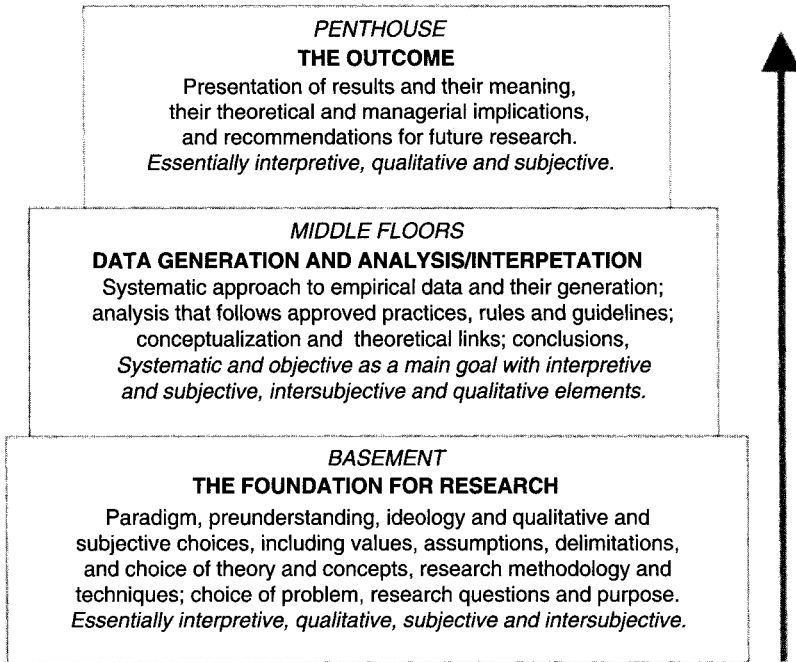 PENTHOUSE
THE OUTCOME
Presentation of results and their meaning,
their theoretical and managerial implications,
and recommendations for future research.
Essentially interpretive, qualitative and subjective.
MIDDLE FLOORS
DATA GENERATION AND ANALYSIS/INTERPETATION
Systematic approach to empirical data and their generation;
analysis that follows approved practices, rules and guidelines;
conceptualization and theoretical links; conclusions,
Systematic and objective as a main goal with interpretive
and subjective, intersubjective and qualitative elements.
BASEMENT
THE FOUNDATION FOR RESEARCH
Paradigm, preunderstanding, ideology and qualitative and
subjective choices, including values, assumptions, delimitations,
and choice of theory and concepts, research methodology and
techniques; choice of problem, research questions and purpose.
Essentially interpretive, qualitative, subjective and intersubjective.